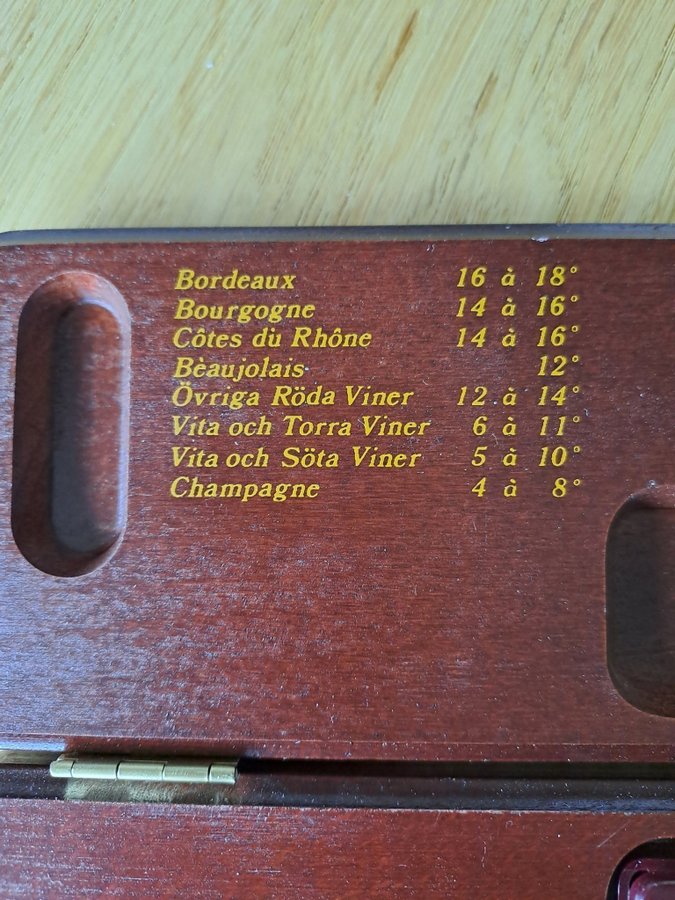 Bordeaux 16 à 18°
Bourgogne 14 à 16°
Côtes du Rhône 14 à 16°
Bèaujolais 12°
Övriga Röda Viner 12 à 14°
Vita och Torra Viner 6 à 11°
Vita och Söta Viner 5 à 10°
Champagne 4 à 8°